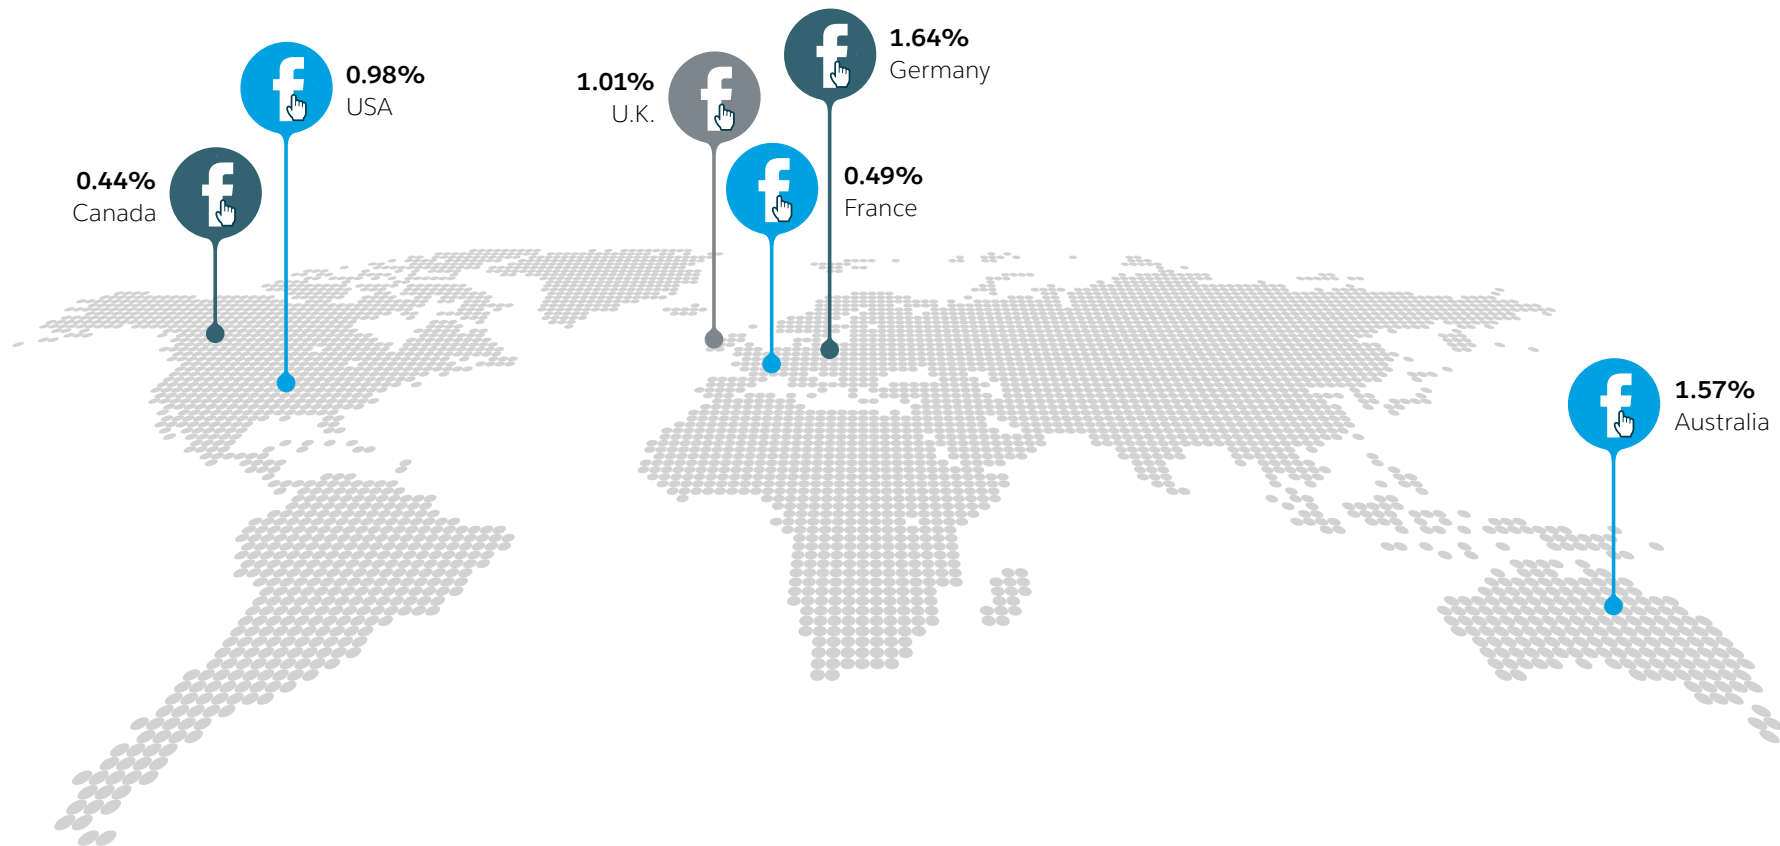 1.64%
Germany
0.98%
USA
1.01%
U.K.
0.44%
Canada
0.49%
France
1.57%
Australia